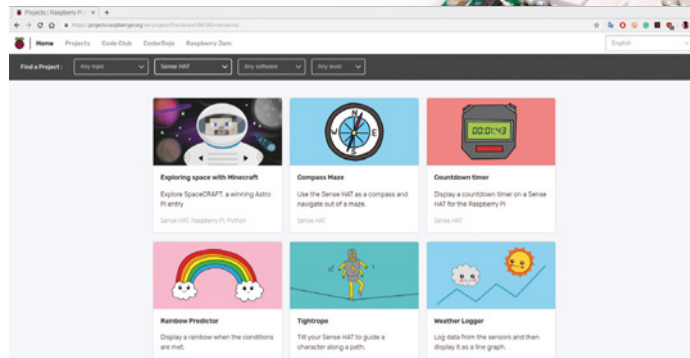 Projects | Raspberry Pi
https://projects.raspberrypi.org
Home Projects Code Club CoderDojo Raspberry Jam English
Find a Project: Any topic Sense HAT Any software Any level
N
W E
S
00:01:43
Exploring space with Minecraft
Explore SpaceCRAFT, a winning Astro
Pi entry
Sense HAT, Raspberry Pi, Python
Compass Maze
Use the Sense HAT as a compass and
navigate out of a maze.
Sense HAT
Countdown timer
Display a countdown timer on a Sense
HAT for the Raspberry Pi
Sense HAT
Rainbow Predictor
Display a rainbow when the conditions
are met.
Tightrope
Tilt your Sense HAT to guide a
character along a path.
Weather Logger
Log data from the sensors and then
display it as a line graph.